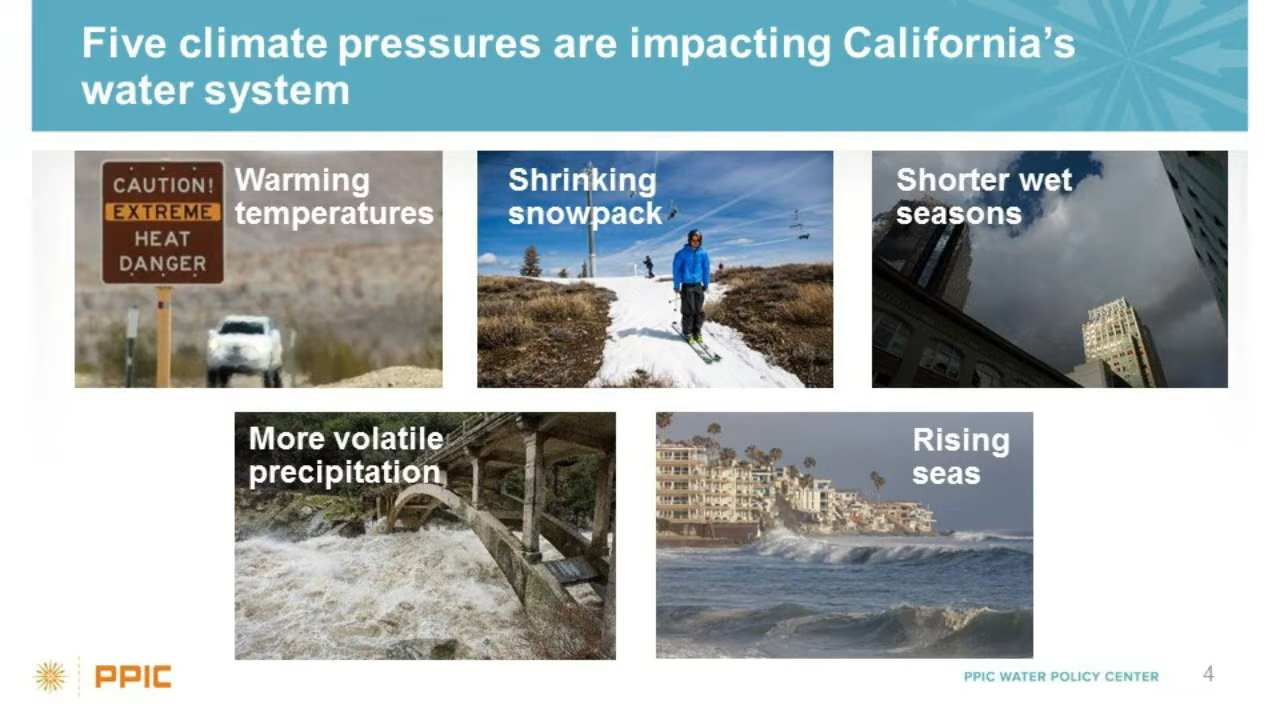 Five climate pressures are impacting California’s
water system
CAUTION!
EXTREME
HEAT
DANGER
Warming
temperatures
Shrinking
snowpack
Shorter wet
seasons
More volatile
precipitation
Rising
seas
PPIC
PPIC WATER POLICY CENTER
4